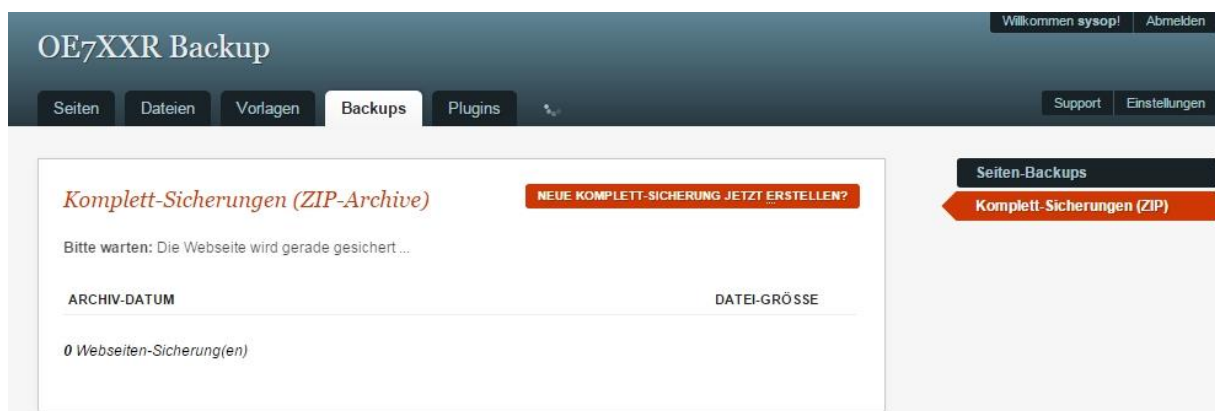 Willkommen sysop! Abmelden
OE7XXR Backup
Seiten Dateien Vorlagen Backups Plugins
Support Einstellungen
Seiten-Backups
Komplett-Sicherungen (ZIP)
Komplett-Sicherungen (ZIP-Archive)
NEUE KOMPLETT-SICHERUNG JETZT ERSTELLEN?
Bitte warten: Die Webseite wird gerade gesichert ...
ARCHIV-DATUM DATEI-GRÖSSE
0 Webseiten-Sicherung(en)